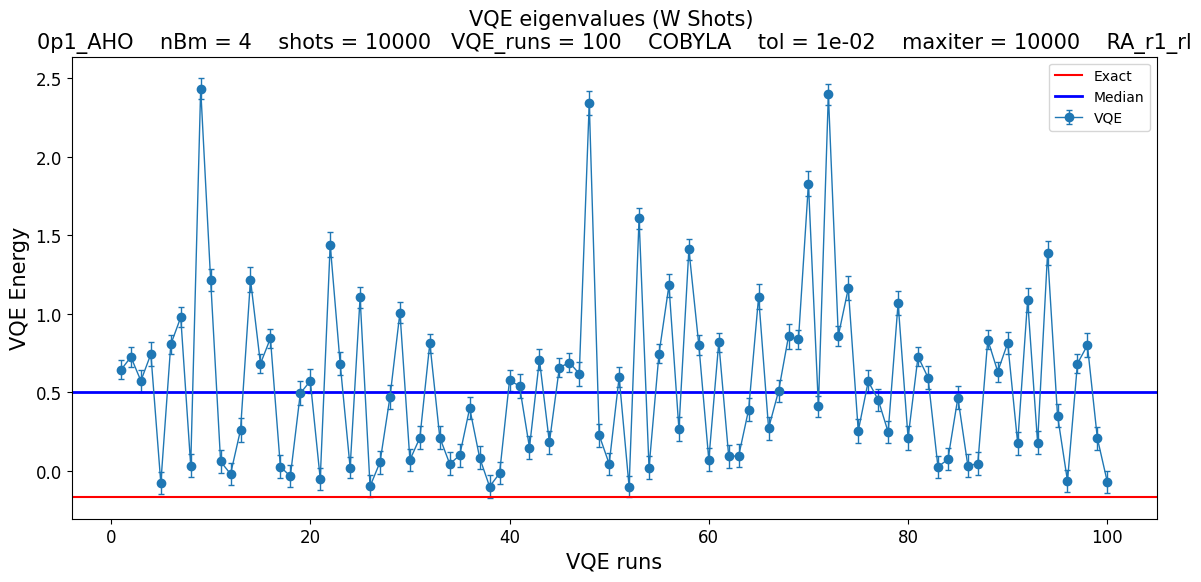 VQE eigenvalues (W Shots)
0p1_AHO    nBm = 4    shots = 10000   VQE_runs = 100    COBYLA    tol = 1e-02    maxiter = 10000    RA_r1_rl
Exact
Median
VQE
VQE Energy
2.5
2.0
1.5
1.0
0.5
0.0
0
20
40
60
80
100
VQE runs